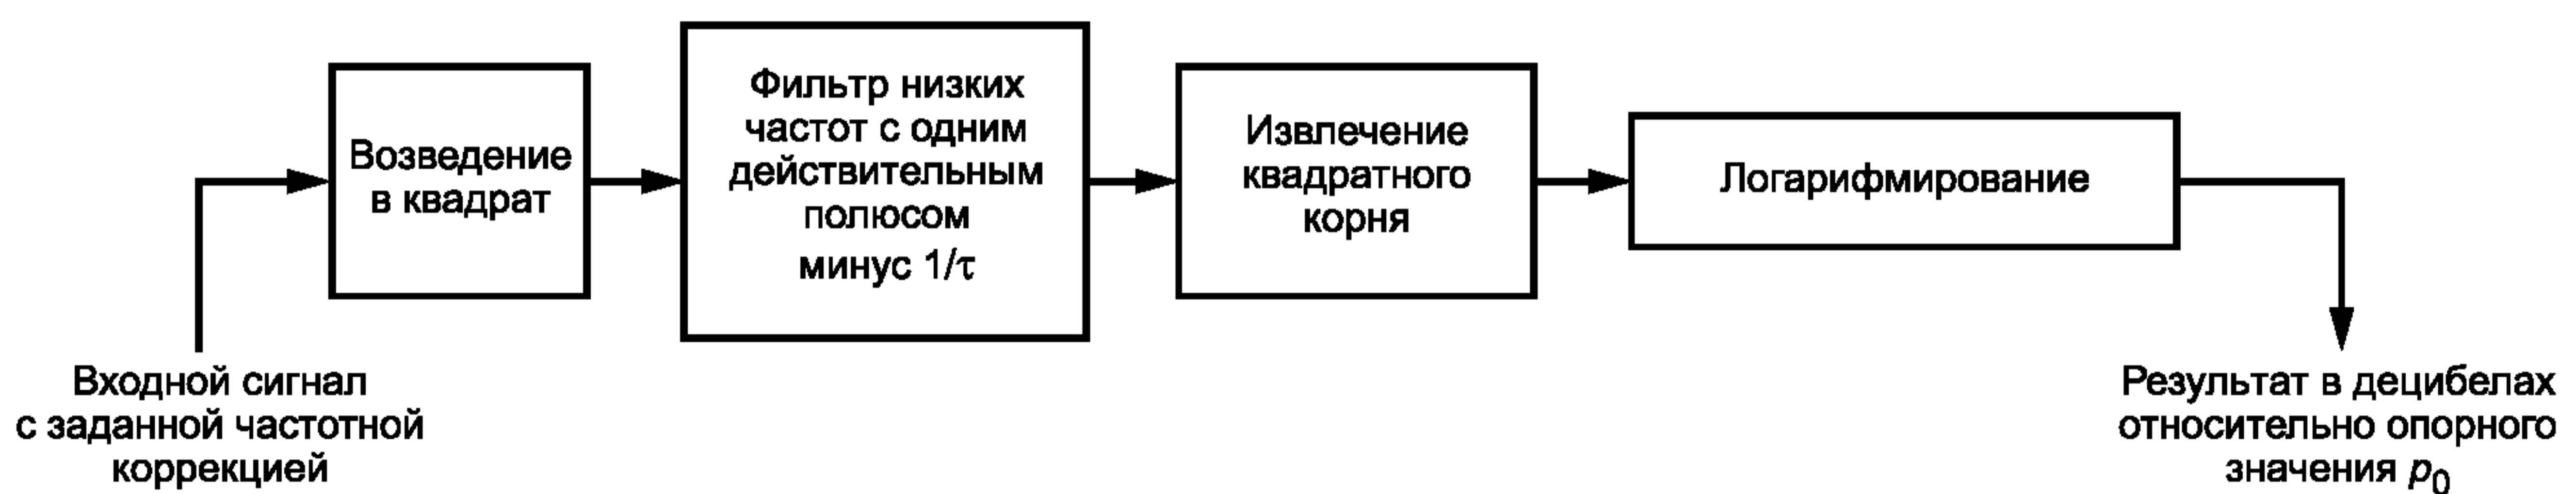 Возведение
в квадрат
Фильтр низких
частот с одним
действительным
полюсом
минус 1/τ
Извлечение
квадратного
корня
Логарифмирование
Входной сигнал
с заданной частотной
коррекцией
Результат в децибелах
относительно опорного
значения p₀